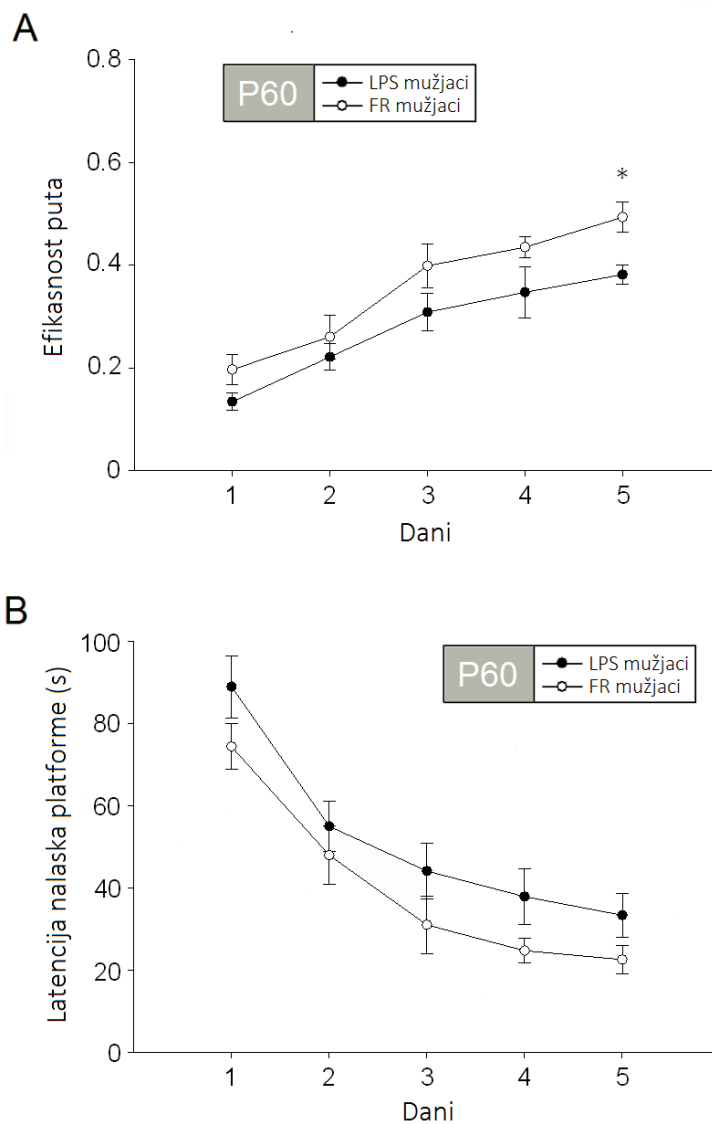 A
P60
LPS mužjaci
FR mužjaci
0.8
0.6
0.4
0.2
0
*
Efikasnost puta
1 2 3 4 5
Dani
B
P60
LPS mužjaci
FR mužjaci
100
80
60
40
20
0
Latencija nalaska platforme (s)
1 2 3 4 5
Dani